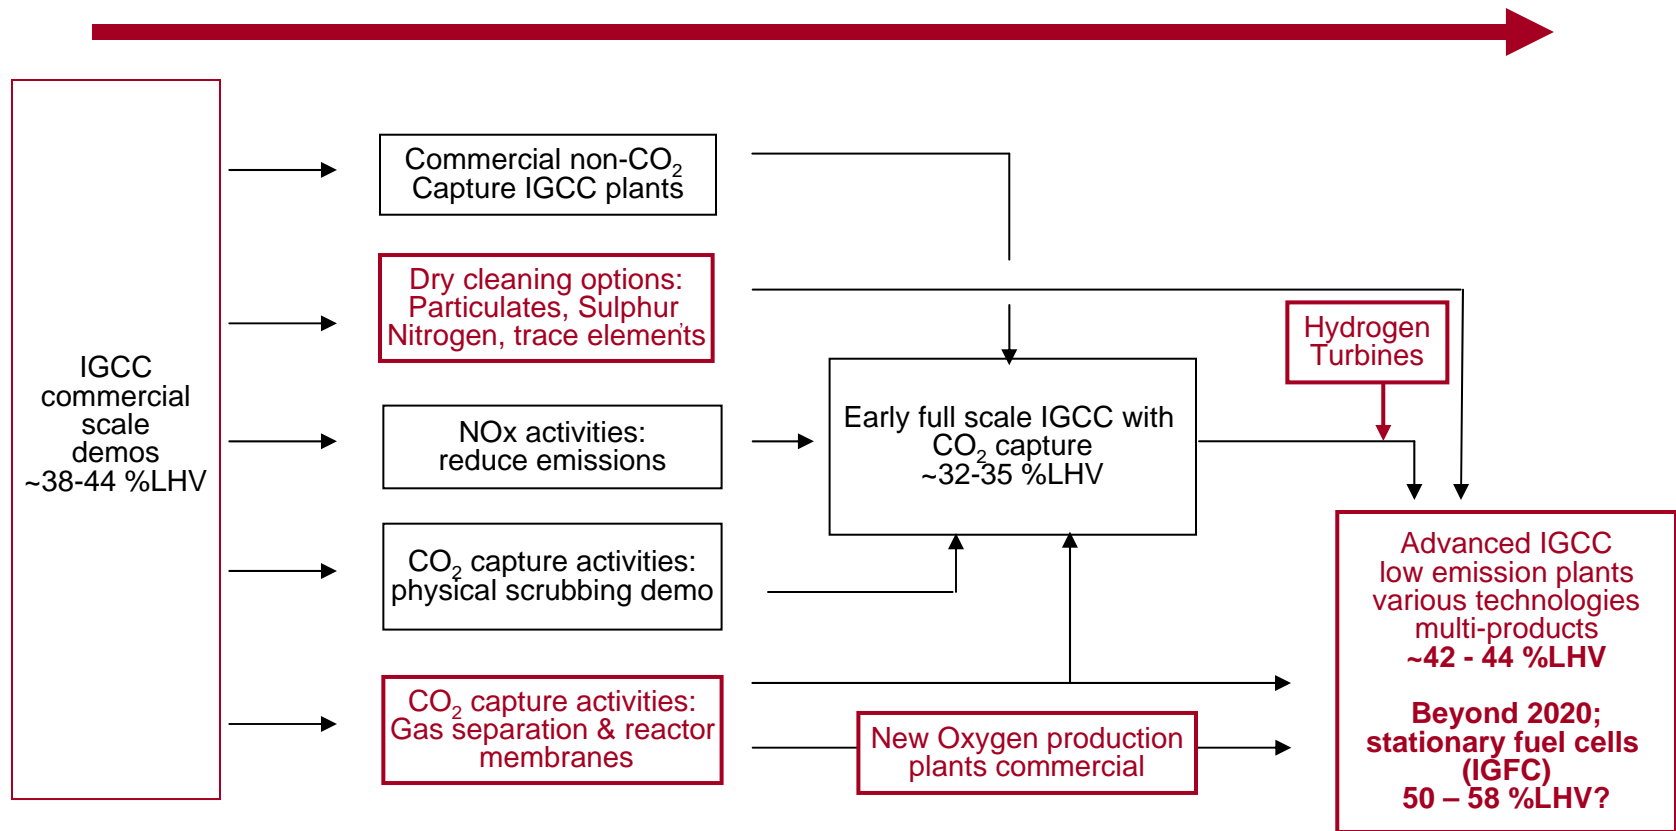 IGCC
commercial
scale
demos
~38-44 %LHV
Commercial non-CO₂
Capture IGCC plants
Dry cleaning options:
Particulates, Sulphur
Nitrogen, trace elements
NOx activities:
reduce emissions
CO₂ capture activities:
physical scrubbing demo
CO₂ capture activities:
Gas separation & reactor
membranes
Early full scale IGCC with
CO₂ capture
~32-35 %LHV
New Oxygen production
plants commercial
Hydrogen
Turbines
Advanced IGCC
low emission plants
various technologies
multi-products
~42 - 44 %LHV
Beyond 2020;
stationary fuel cells
(IGFC)
50 – 58 %LHV?